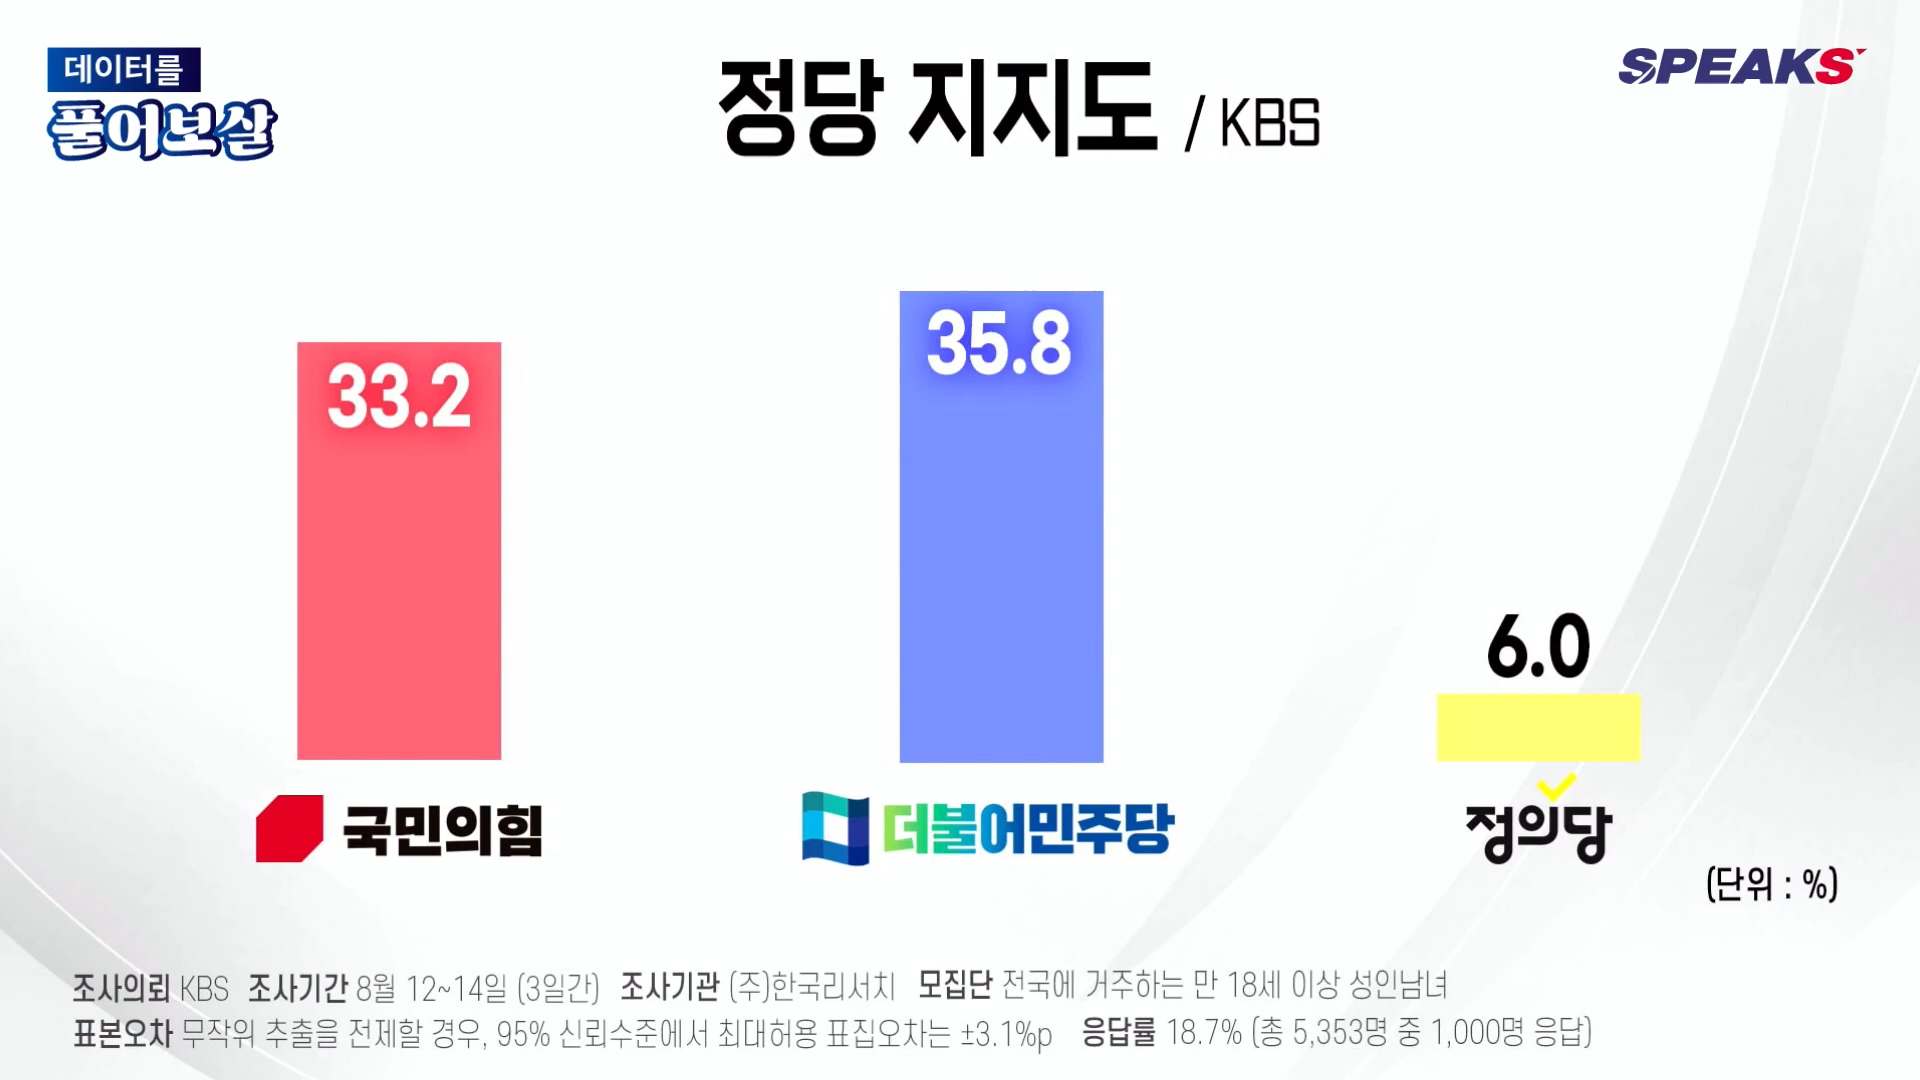 데이터를
풀어보살
정당 지지도 / KBS
SPEAKS
33.2
35.8
6.0
국민의힘
더불어민주당
정의당
(단위 : %)
조사의뢰 KBS 조사기간 8월 12~14일 (3일간) 조사기관 (주)한국리서치 모집단 전국에 거주하는 만 18세 이상 성인남녀
표본오차 무작위 추출을 전제할 경우, 95% 신뢰수준에서 최대허용 표집오차는 ±3.1%p 응답률 18.7% (총 5,353명 중 1,000명 응답)